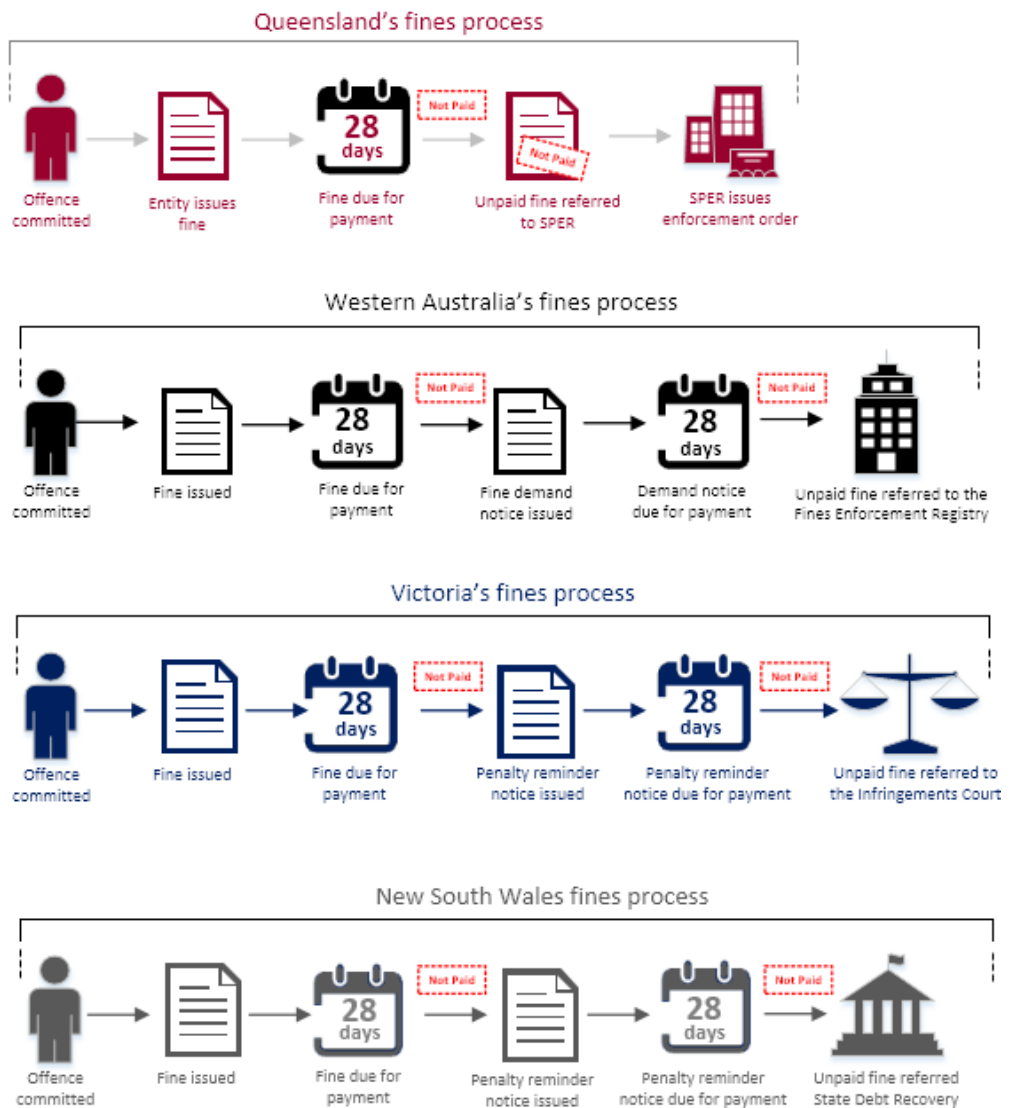 Queensland's fines process
Not Paid
28
days
Not Paid
Offence
committed
Entity issues
fine
Fine due for
payment
Unpaid fine referred
to SPER
SPER issues
enforcement order
Western Australia's fines process
Not Paid
Not Paid
28
days
28
days
Offence
committed
Fine issued
Fine due for
payment
Fine demand
notice issued
Demand notice
due for payment
Unpaid fine referred to the
Fines Enforcement Registry
Victoria's fines process
Not Paid
Not Paid
28
days
28
days
Offence
committed
Fine issued
Fine due for
payment
Penalty reminder
notice issued
Penalty reminder
notice due for payment
Unpaid fine referred to
the Infringements Court
New South Wales fines process
Not Paid
Not Paid
28
days
28
days
Offence
committed
Fine issued
Fine due for
payment
Penalty reminder
notice issued
Penalty reminder
notice due for payment
Unpaid fine referred
State Debt Recovery